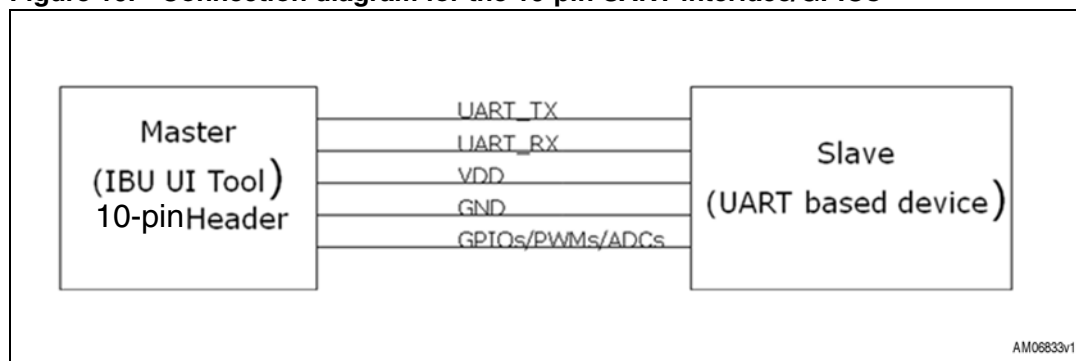 Figure 10. Connection diagram for the 10-pin UART interface/GPIOs
Master
(IBU UI Tool)
10-pinHeader
UART_TX
UART_RX
VDD
GND
GPIOs/PWMs/ADCs
Slave
(UART based device)
AM06833v1